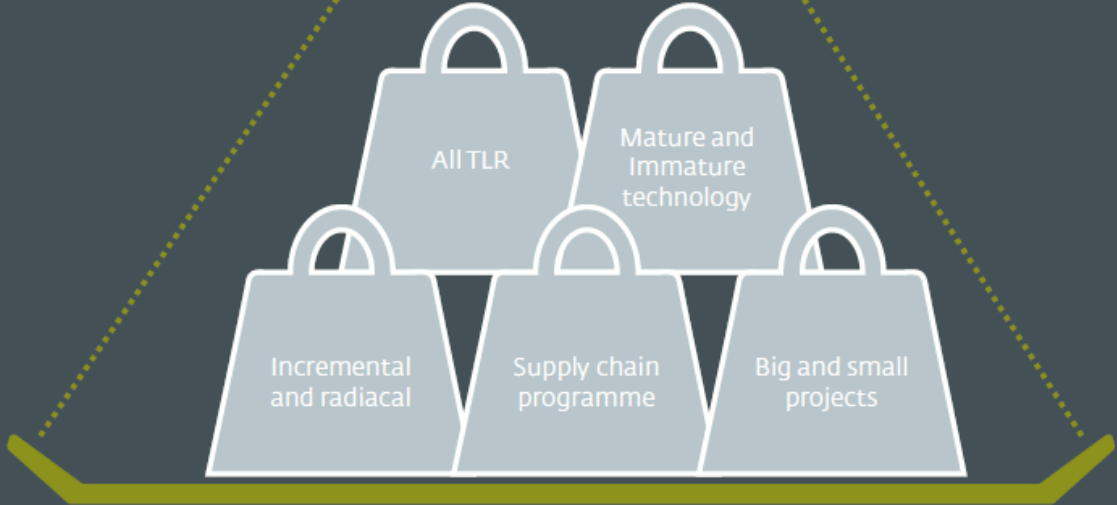 All TLR
Mature and
Immature
technology
Incremental
and radiacal
Supply chain
programme
Big and small
projects